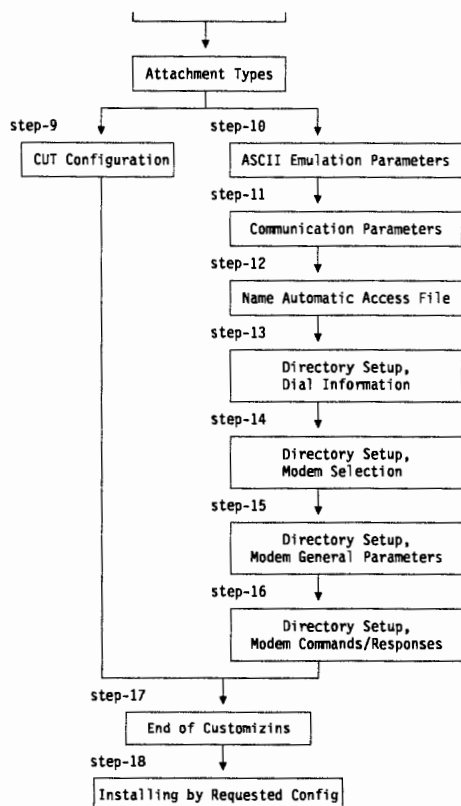 Attachment Types
step-9
CUT Configuration
step-10
ASCII Emulation Parameters
step-11
Communication Parameters
step-12
Name Automatic Access File
step-13
Directory Setup,
Dial Information
step-14
Directory Setup,
Modem Selection
step-15
Directory Setup,
Modem General Parameters
step-16
Directory Setup,
Modem Commands/Responses
step-17
End of Customizins
step-18
Installing by Requested Config